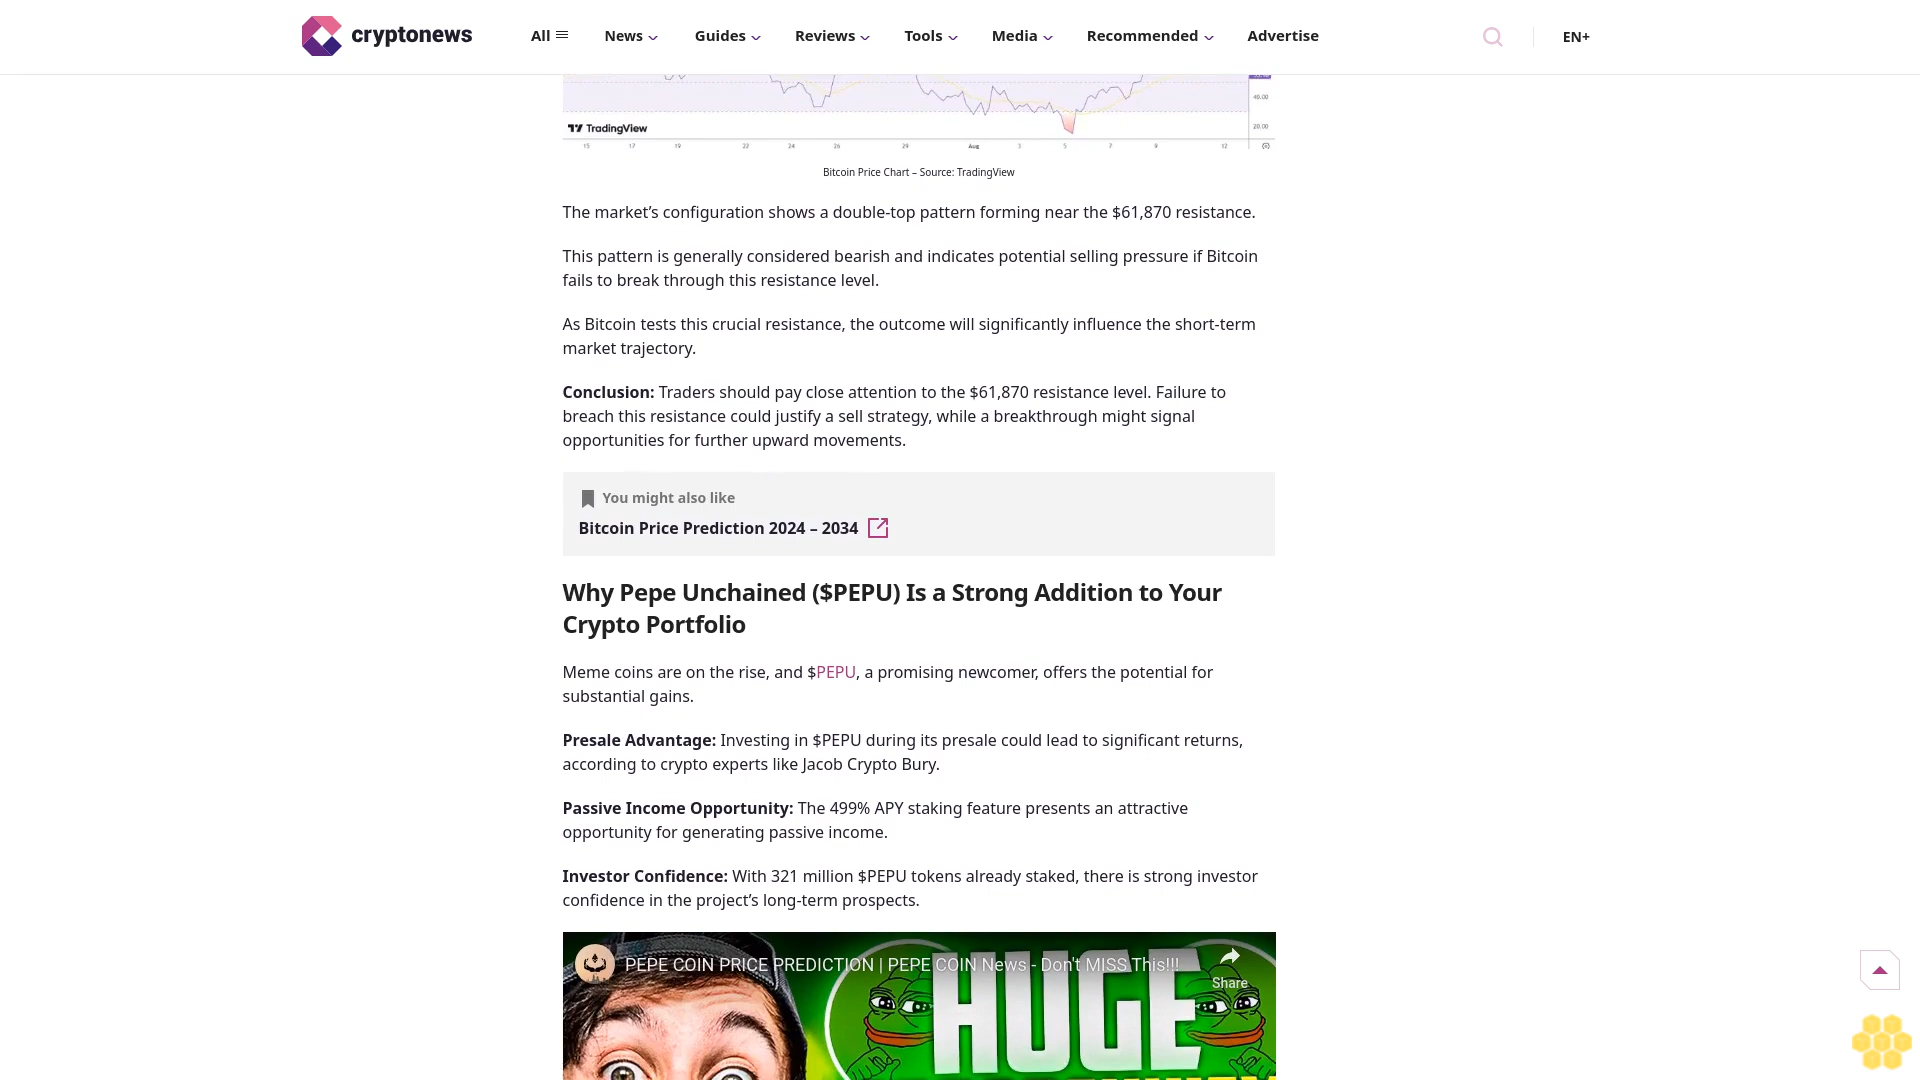 cryptonews
All
News
Guides
Reviews
Tools
Media
Recommended
Advertise
EN+
40.00
20.00
TradingView
15 17 19 22 24 26 29 Aug 3 5 7 9 12
Bitcoin Price Chart – Source: TradingView
The market’s configuration shows a double-top pattern forming near the $61,870 resistance.
This pattern is generally considered bearish and indicates potential selling pressure if Bitcoin
fails to break through this resistance level.
As Bitcoin tests this crucial resistance, the outcome will significantly influence the short-term
market trajectory.
Conclusion: Traders should pay close attention to the $61,870 resistance level. Failure to
breach this resistance could justify a sell strategy, while a breakthrough might signal
opportunities for further upward movements.
You might also like
Bitcoin Price Prediction 2024 – 2034
Why Pepe Unchained ($PEPU) Is a Strong Addition to Your
Crypto Portfolio
Meme coins are on the rise, and $PEPU, a promising newcomer, offers the potential for
substantial gains.
Presale Advantage: Investing in $PEPU during its presale could lead to significant returns,
according to crypto experts like Jacob Crypto Bury.
Passive Income Opportunity: The 499% APY staking feature presents an attractive
opportunity for generating passive income.
Investor Confidence: With 321 million $PEPU tokens already staked, there is strong investor
confidence in the project’s long-term prospects.
PEPE COIN PRICE PREDICTION | PEPE COIN News - Don't MISS This!!!
Share
HUGE